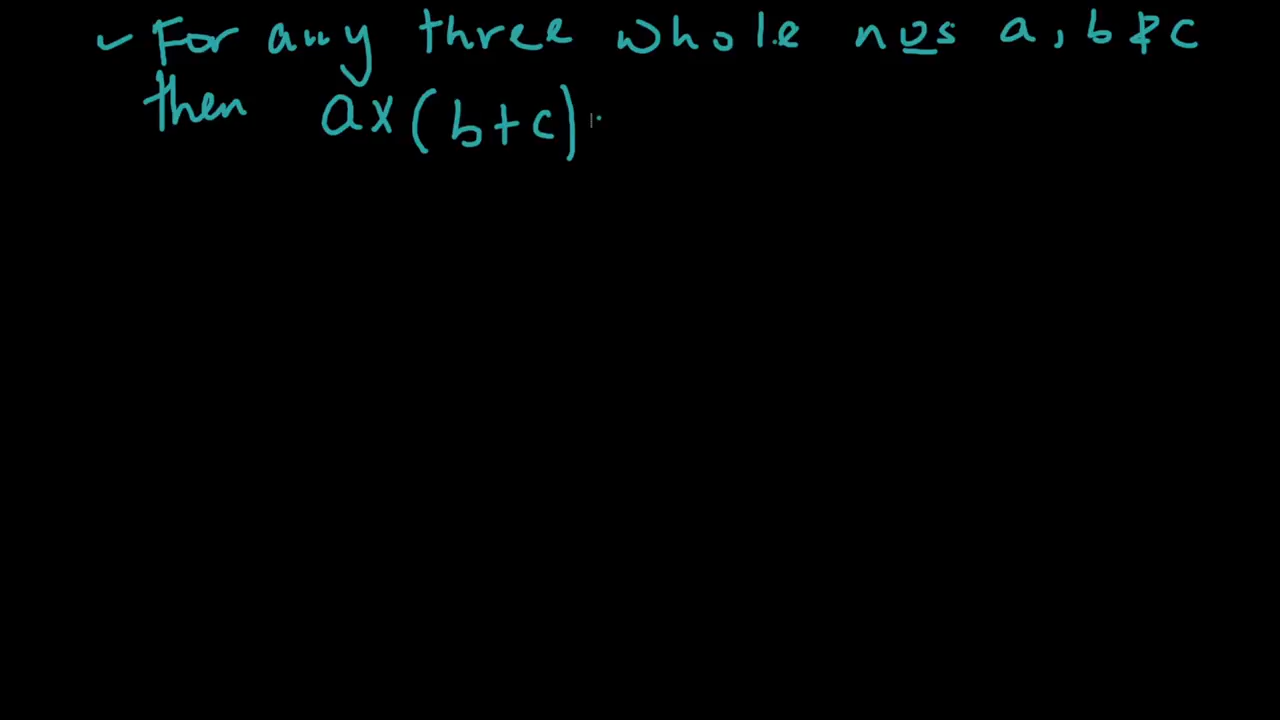 ✓ For any three whole nos a, b & c
then a×(b+c)